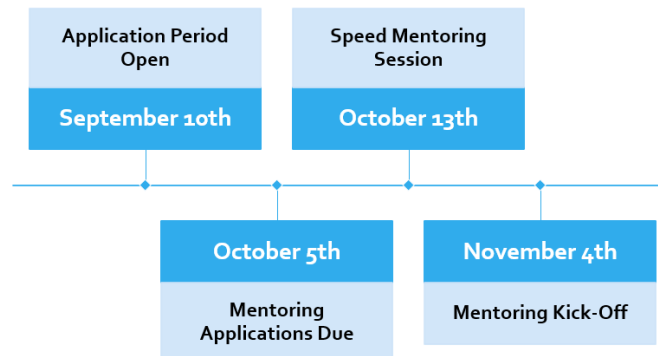 Application Period
Open
September 10th
Speed Mentoring
Session
October 13th
October 5th
Mentoring
Applications Due
November 4th
Mentoring Kick-Off